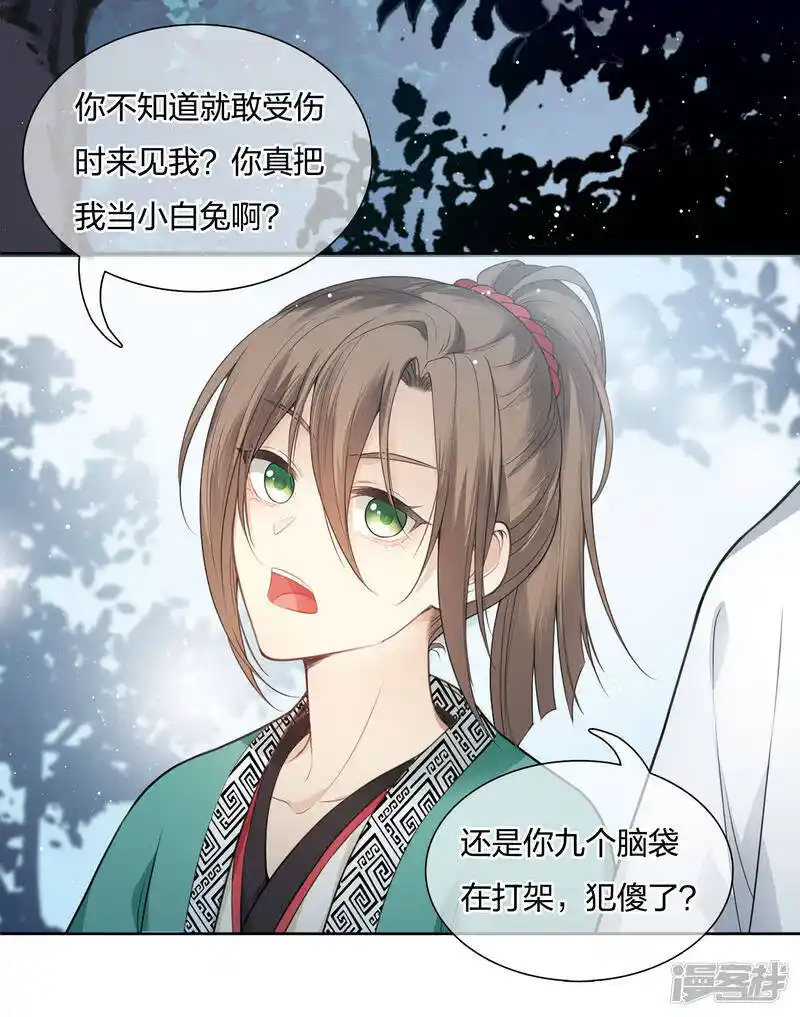 你不知道就敢受伤
时来见我？你真把
我当小白兔啊？
还是你九个脑袋
在打架，犯傻了？
漫客栈